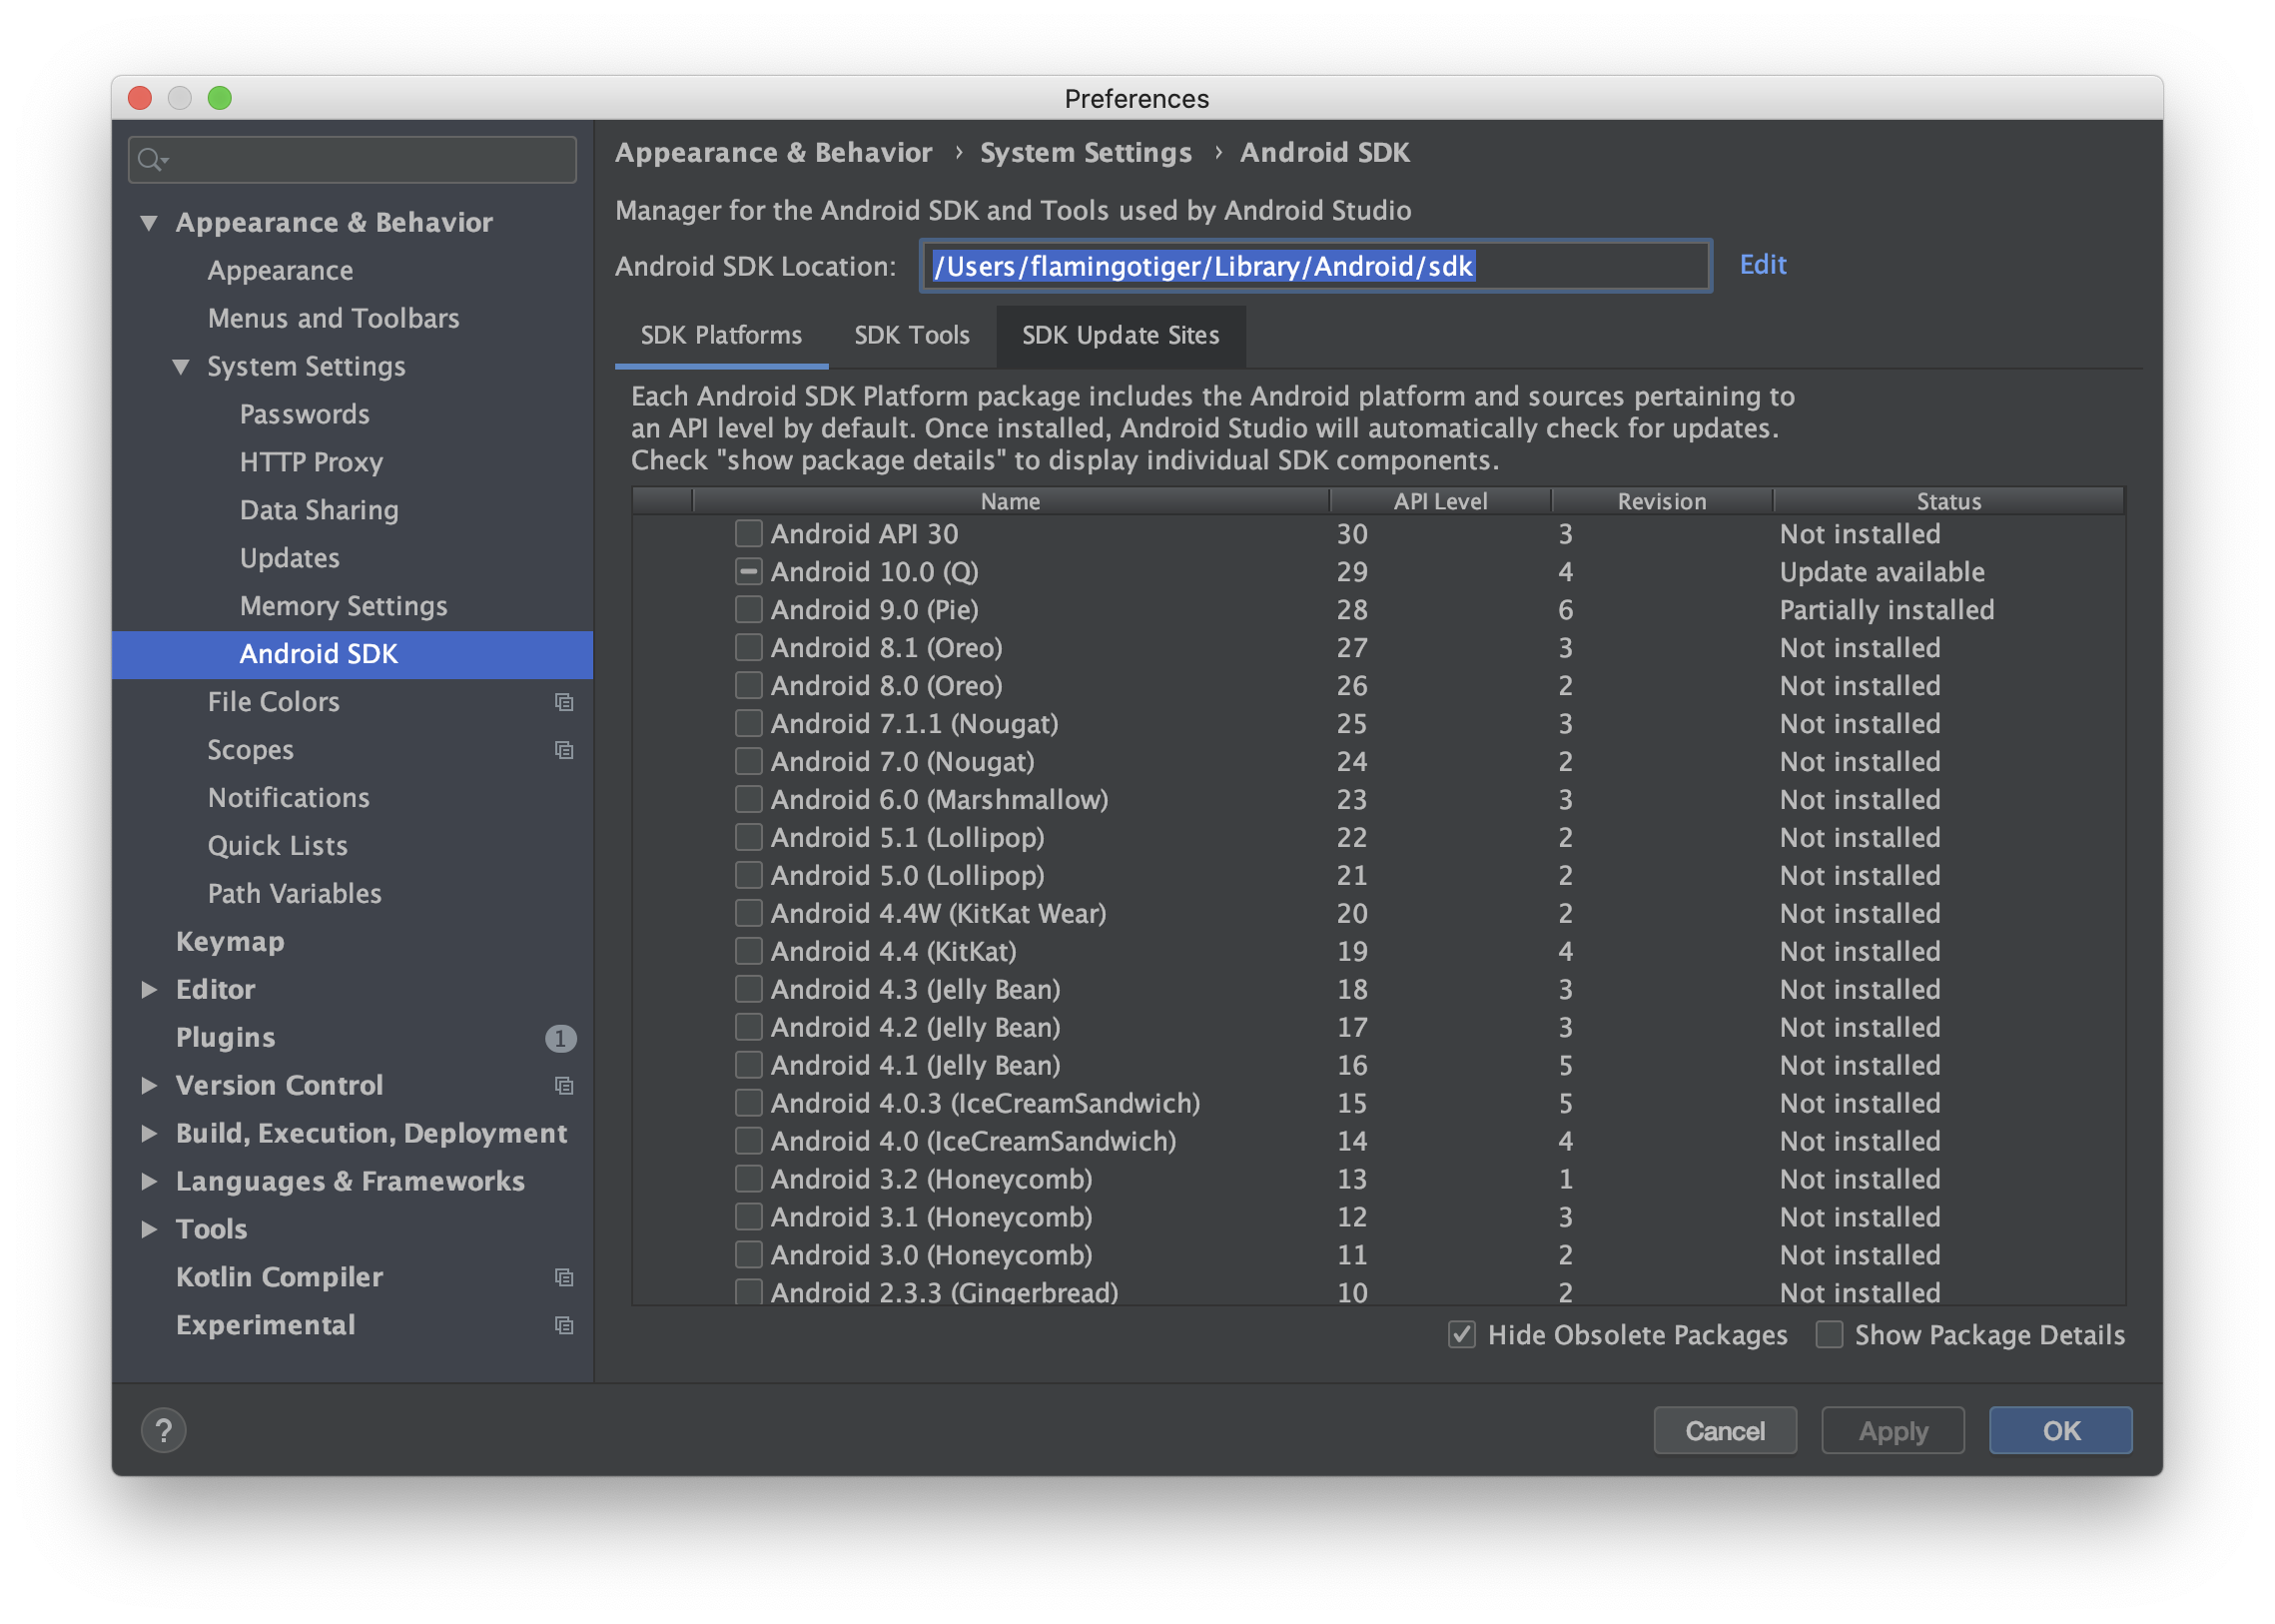 Preferences
Appearance & Behavior
Appearance
Menus and Toolbars
System Settings
Passwords
HTTP Proxy
Data Sharing
Updates
Memory Settings
Android SDK
File Colors
Scopes
Notifications
Quick Lists
Path Variables
Keymap
Editor
Plugins 1
Version Control
Build, Execution, Deployment
Languages & Frameworks
Tools
Kotlin Compiler
Experimental
Appearance & Behavior › System Settings › Android SDK
Manager for the Android SDK and Tools used by Android Studio
Android SDK Location: /Users/flamingotiger/Library/Android/sdk Edit
SDK Platforms SDK Tools SDK Update Sites
Each Android SDK Platform package includes the Android platform and sources pertaining to
an API level by default. Once installed, Android Studio will automatically check for updates.
Check "show package details" to display individual SDK components.
Name API Level Revision Status
Android API 30 30 3 Not installed
Android 10.0 (Q) 29 4 Update available
Android 9.0 (Pie) 28 6 Partially installed
Android 8.1 (Oreo) 27 3 Not installed
Android 8.0 (Oreo) 26 2 Not installed
Android 7.1.1 (Nougat) 25 3 Not installed
Android 7.0 (Nougat) 24 2 Not installed
Android 6.0 (Marshmallow) 23 3 Not installed
Android 5.1 (Lollipop) 22 2 Not installed
Android 5.0 (Lollipop) 21 2 Not installed
Android 4.4W (KitKat Wear) 20 2 Not installed
Android 4.4 (KitKat) 19 4 Not installed
Android 4.3 (Jelly Bean) 18 3 Not installed
Android 4.2 (Jelly Bean) 17 3 Not installed
Android 4.1 (Jelly Bean) 16 5 Not installed
Android 4.0.3 (IceCreamSandwich) 15 5 Not installed
Android 4.0 (IceCreamSandwich) 14 4 Not installed
Android 3.2 (Honeycomb) 13 1 Not installed
Android 3.1 (Honeycomb) 12 3 Not installed
Android 3.0 (Honeycomb) 11 2 Not installed
Android 2.3.3 (Gingerbread) 10 2 Not installed
Hide Obsolete Packages Show Package Details
? Cancel Apply OK